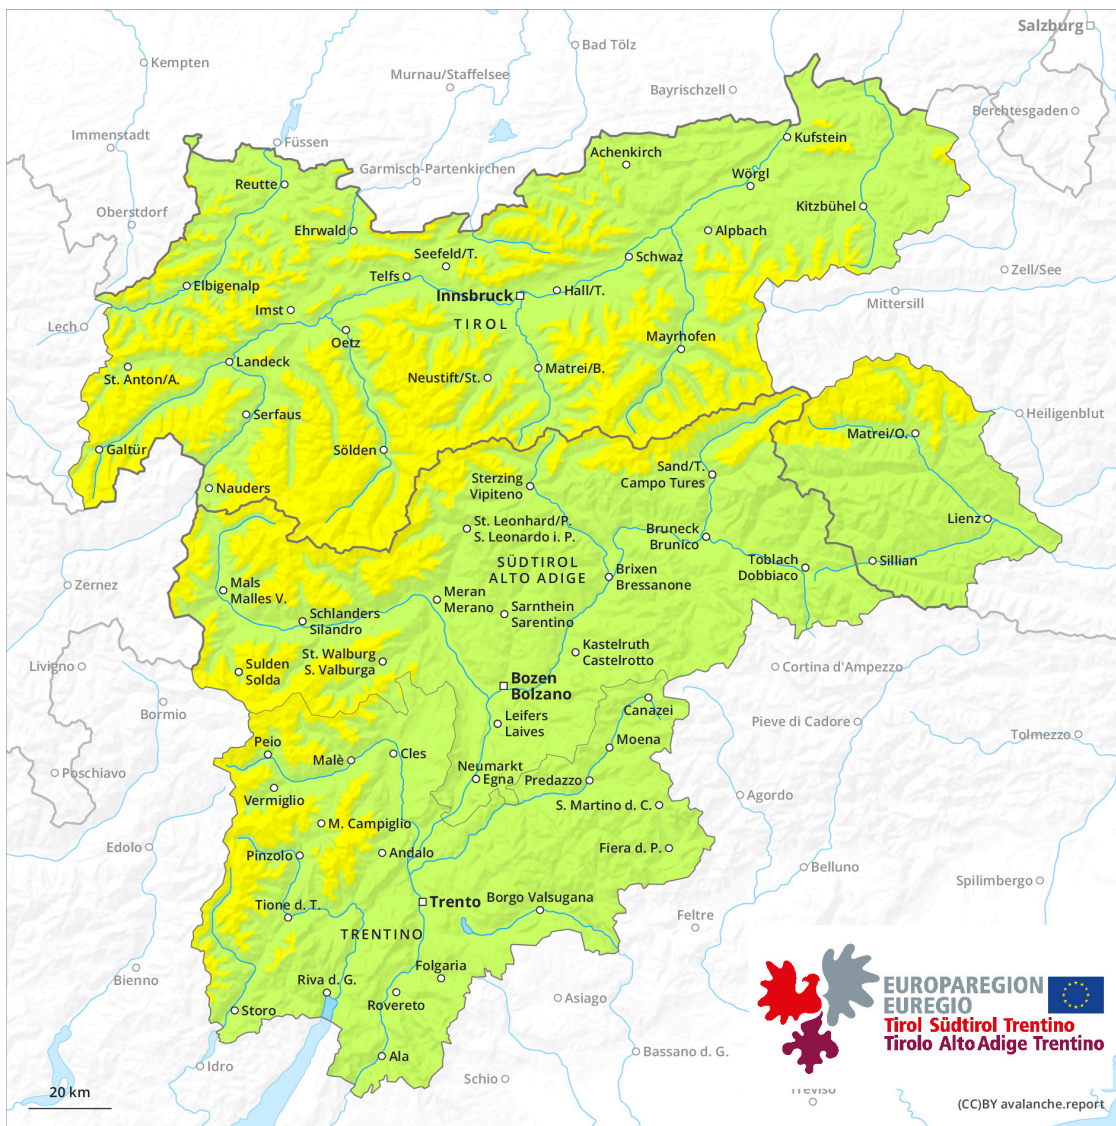 Salzburg
Bad Tölz
Kempten
Murnau/Staffelsee
Bayrischzell
Berchtesgaden
Immenstadt
Füssen
Kufstein
Achenkirch
Garmisch-Partenkirchen
Wörgl
Reutte
Oberstdorf
Kitzbühel
Ehrwald
Alpbach
Seefeld/T.
Schwaz
Zell/See
Telfs
Elbigenalp
Innsbruck
Hall/T.
Mittersill
Imst
TIROL
Lech
Oetz
Mayrhofen
Landeck
Matrei/B.
St. Anton/A.
Neustift/St.
Serfaus
Heiligenblut
Matrei/O.
Galtür
Sölden
Sand/T.
Campo Tures
Sterzing
Vipiteno
Nauders
St. Leonhard/P.
S. Leonardo i. P.
Lienz
Bruneck
Brunico
SÜDTIROL
ALTO ADIGE
Toblach
Dobbiaco
Sillian
Brixen
Bressanone
Zernez
Mals
Malles V.
Meran
Merano
Sarnthein
Sarentino
Schlanders
Silandro
Kastelruth
Castelrotto
St. Walburg
S. Valburga
Livigno
Sulden
Solda
Cortina d'Ampezzo
Bozen
Bolzano
Canazei
Bormio
Leifers
Laives
Pieve di Cadore
Moena
Tolmezzo
Peio
Malè
Cles
Neumarkt
Egna
Predazzo
Poschiavo
Vermiglio
S. Martino d. C.
Agordo
M. Campiglio
Edolo
Pinzolo
Andalo
Fiera d. P.
Belluno
Spilimbergo
Tione d. T.
Trento
Borgo Valsugana
Feltre
TRENTINO
Folgaria
Bienno
Riva d. G.
Rovereto
Storo
Asiago
EUROPAREGION
EUREGIO
Tirol Südtirol Trentino
Tirolo Alto Adige Trentino
Ala
Idro
Bassano d. G.
Schio
Treviso
20 km
(CC)BY avalanche.report